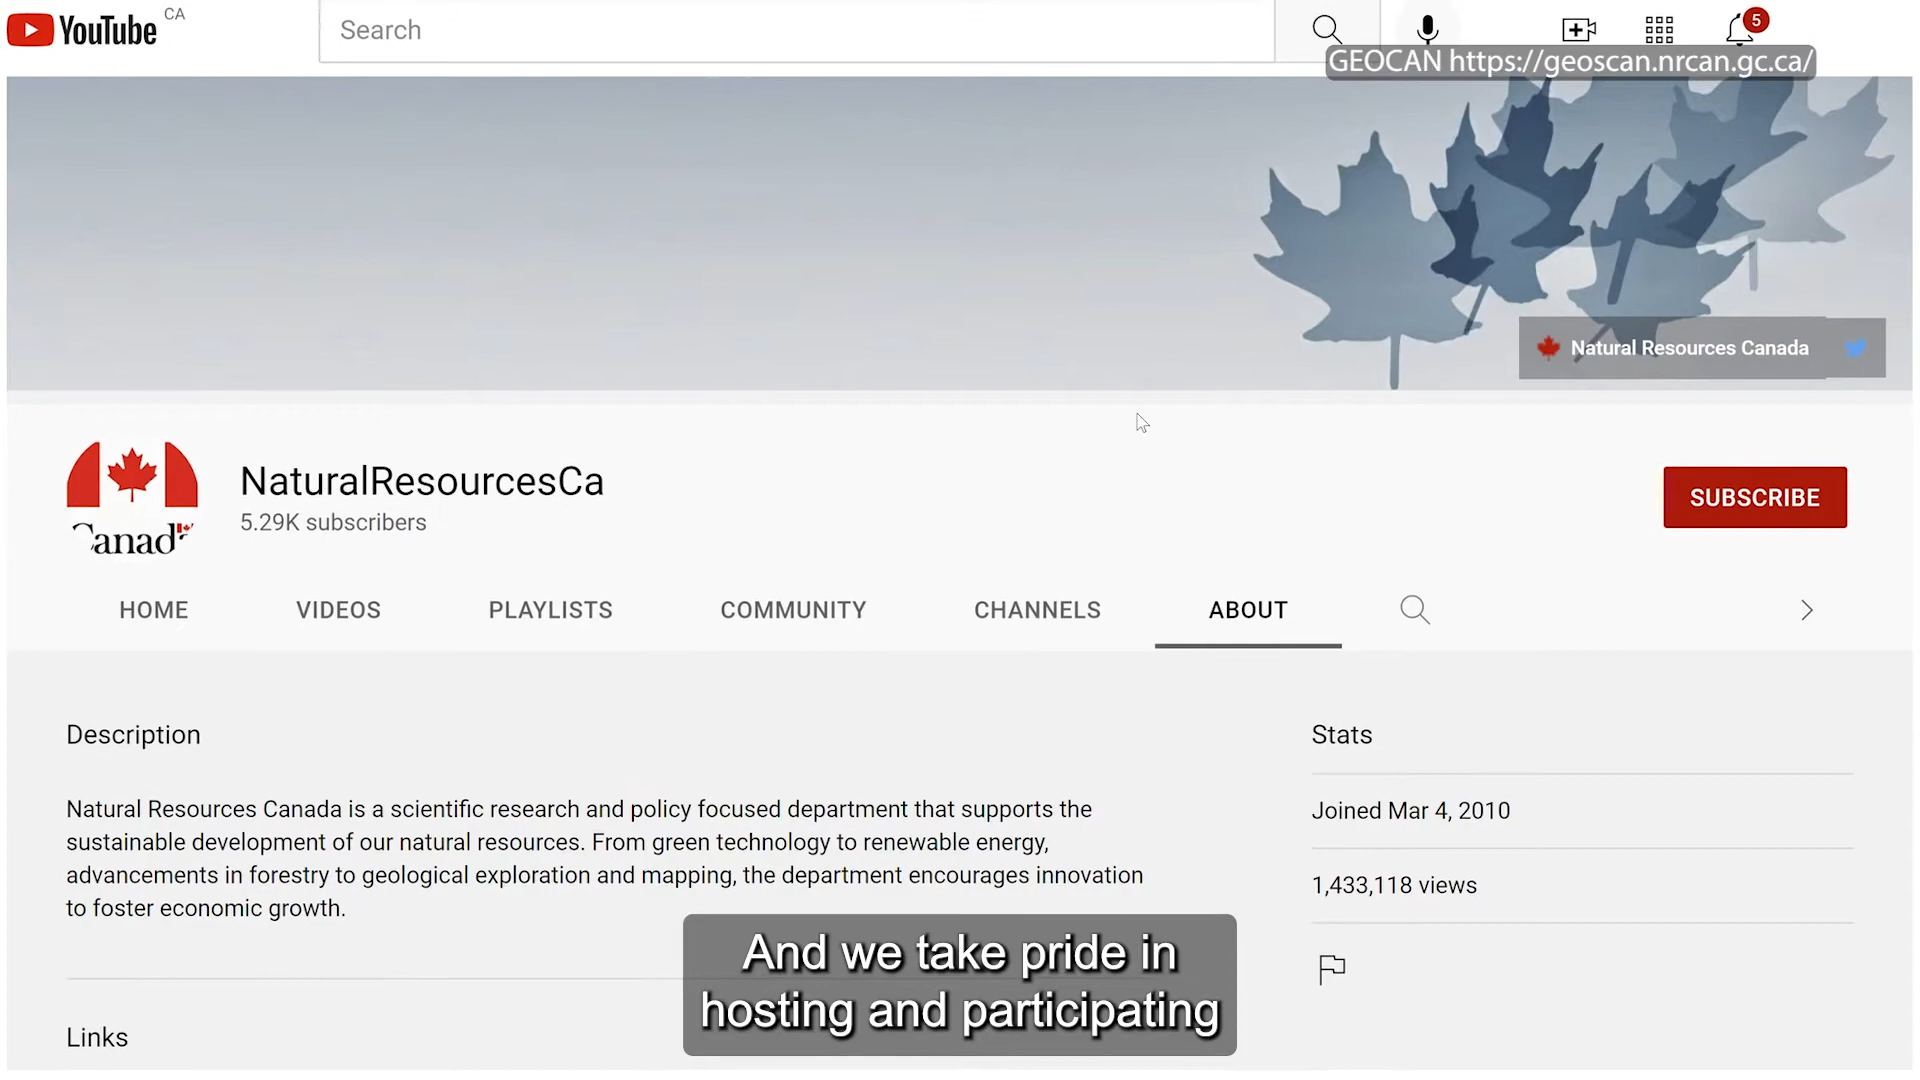 YouTube CA
Search
5
GEOCAN https://geoscan.nrcan.gc.ca/
Natural Resources Canada
Canada
NaturalResourcesCa
5.29K subscribers
SUBSCRIBE
HOME VIDEOS PLAYLISTS COMMUNITY CHANNELS ABOUT
Description
Stats
Natural Resources Canada is a scientific research and policy focused department that supports the
sustainable development of our natural resources. From green technology to renewable energy,
advancements in forestry to geological exploration and mapping, the department encourages innovation
to foster economic growth.
Joined Mar 4, 2010
1,433,118 views
And we take pride in
hosting and participating
Links